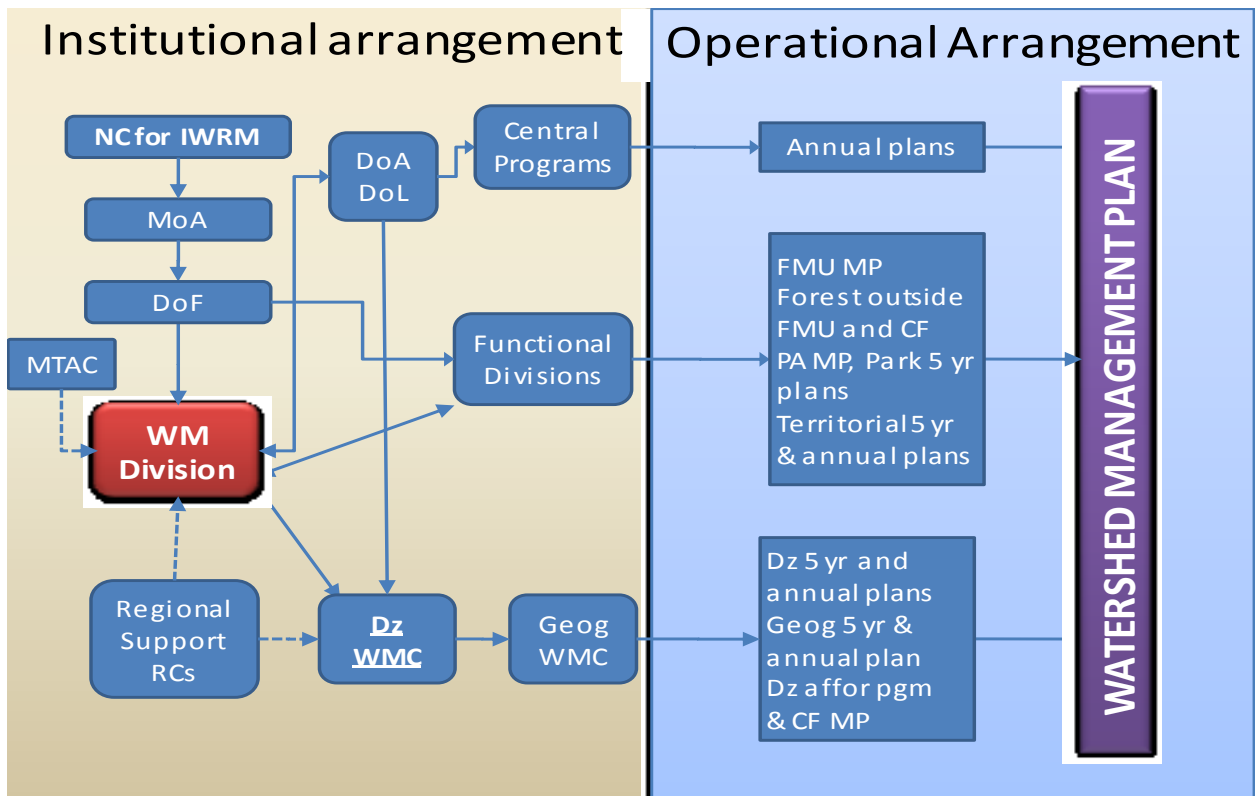 Institutional arrangement
Operational Arrangement
NC for IWRM
MoA
DoF
MTAC
WM
Division
Regional
Support
RCs
DoA
DoL
Central
Programs
Functional
Divisions
Dz
WMC
Geog
WMC
Annual plans
FMU MP
Forest outside
FMU and CF
PA MP, Park 5 yr
plans
Territorial 5 yr
& annual plans
Dz 5 yr and
annual plans
Geog 5 yr &
annual plan
Dz affor pgm
& CF MP
WATERSHED MANAGEMENT PLAN